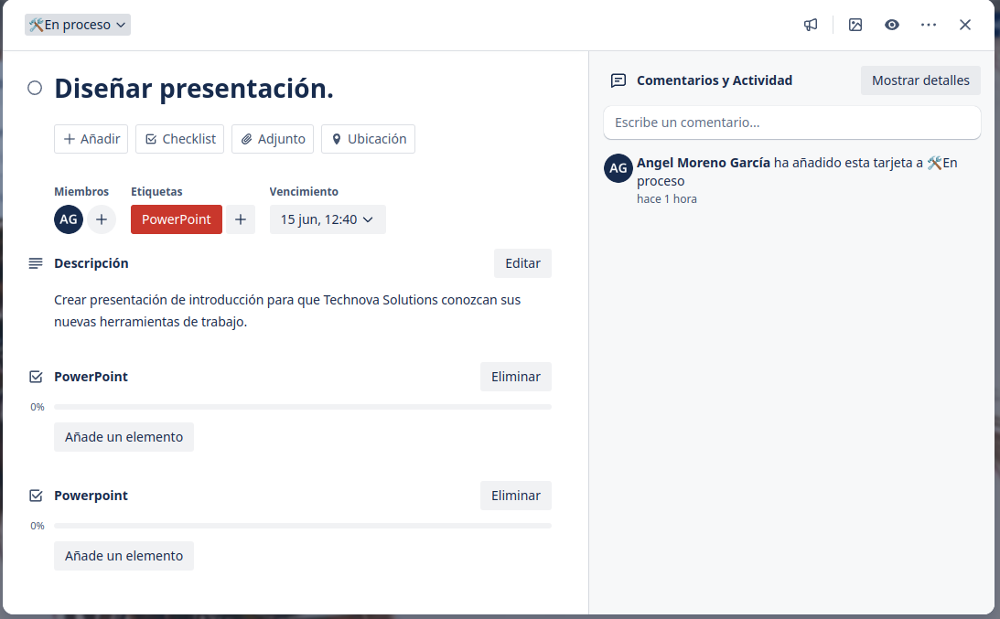 🛠️En proceso
Diseñar presentación.
Añadir
Checklist
Adjunto
Ubicación
Miembros
Etiquetas
Vencimiento
AG
PowerPoint
15 jun, 12:40
Descripción
Editar
Crear presentación de introducción para que Technova Solutions conozcan sus
nuevas herramientas de trabajo.
PowerPoint
Eliminar
0%
Añade un elemento
Powerpoint
Eliminar
0%
Añade un elemento
Comentarios y Actividad
Mostrar detalles
Escribe un comentario...
AG
Angel Moreno García ha añadido esta tarjeta a 🛠️En
proceso
hace 1 hora